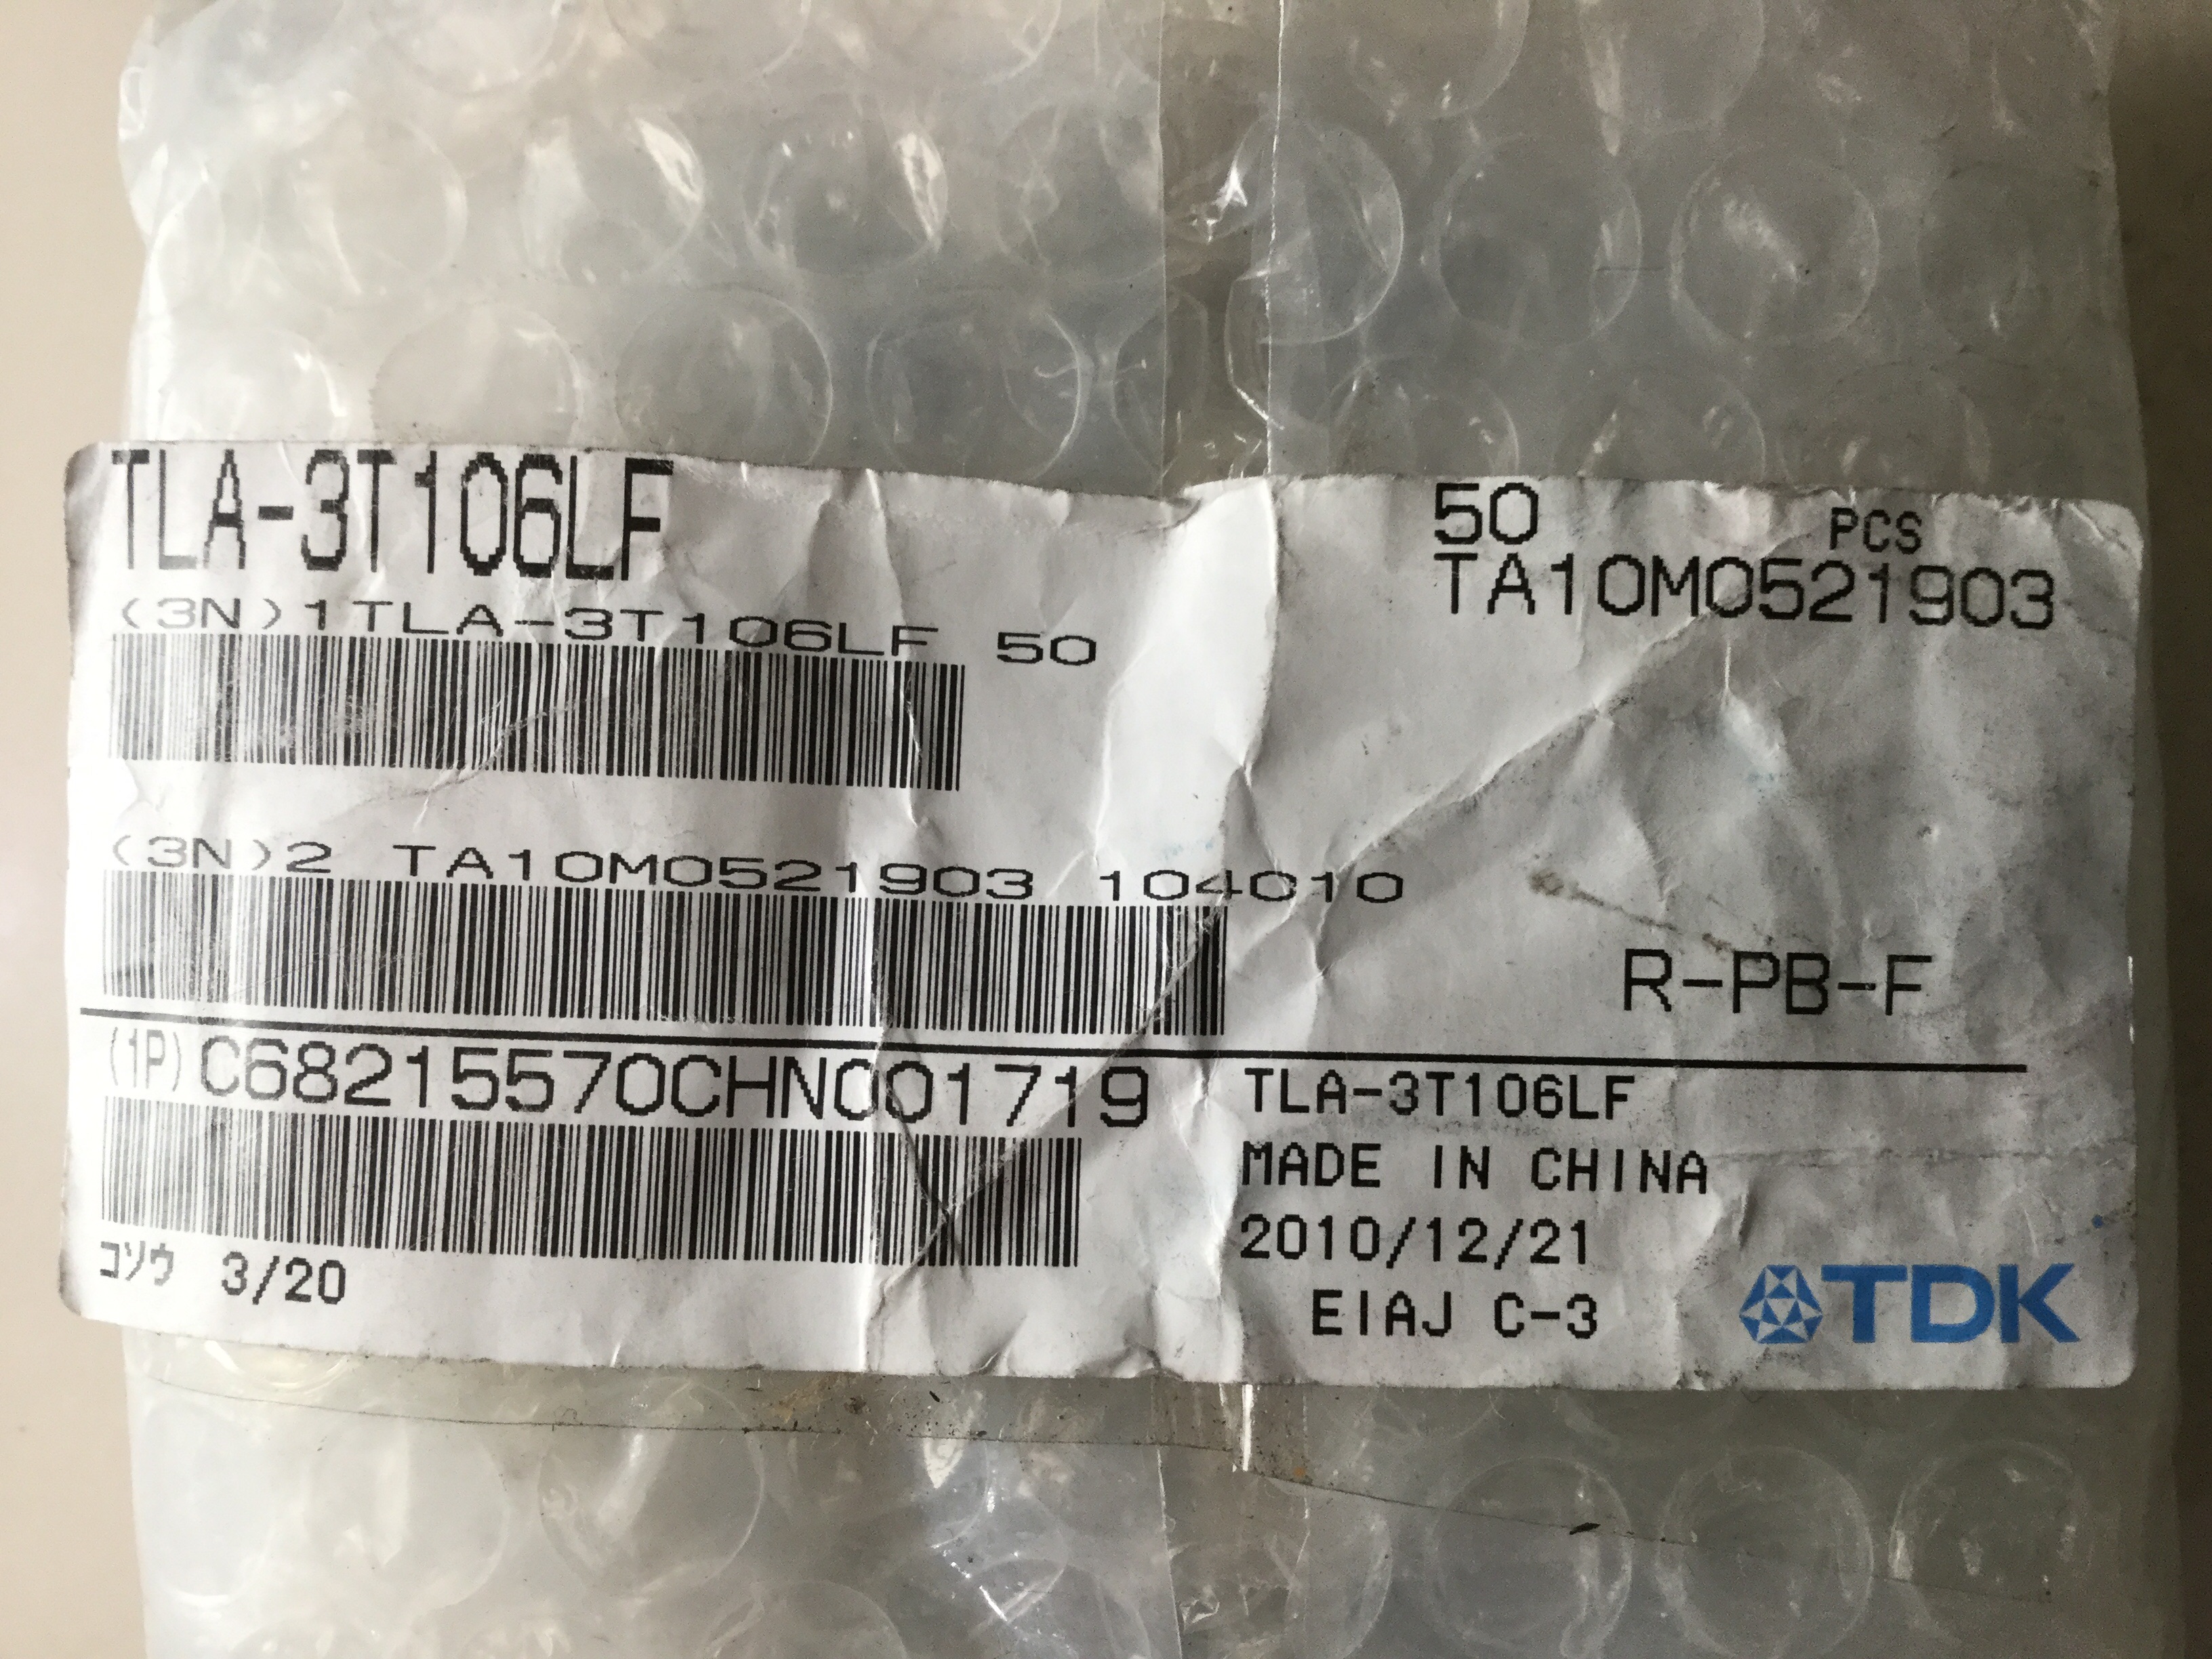 TLA-3T106LF
50 PCS
TA10M0521903
(3N)1TLA-3T106LF 50
(3N)2 TA10M0521903 104010
R-PB-F
(1P)C68215570CHN001719
TLA-3T106LF
MADE IN CHINA
2010/12/21
EIAJ C-3
コソウ 3/20
TDK